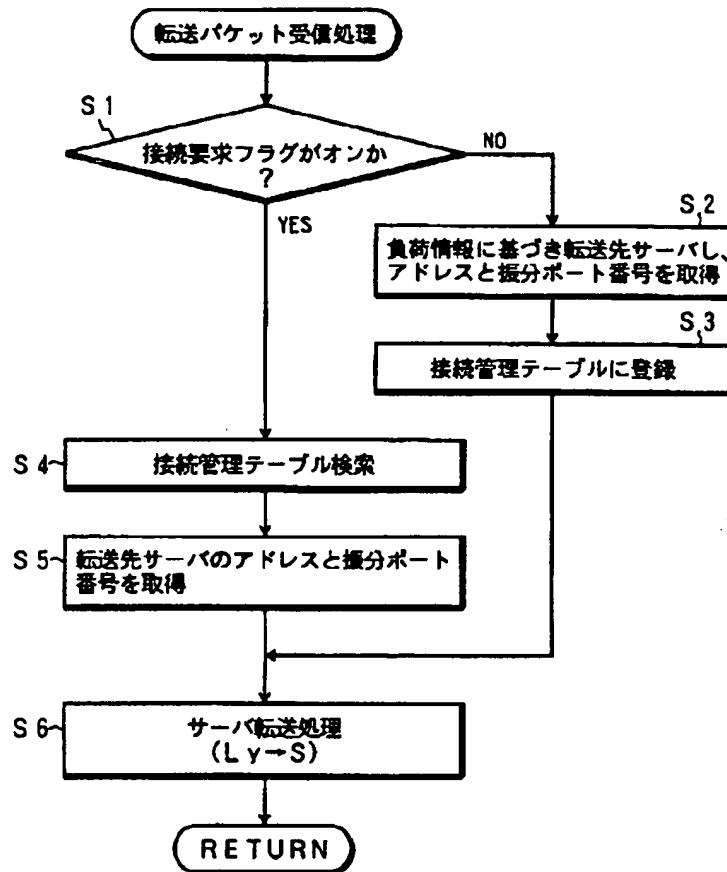 転送パケット受信処理
S1
接続要求フラグがオンか
?
NO
YES
S2
負荷情報に基づき転送先サーバし、
アドレスと振分ポート番号を取得
S3
接続管理テーブルに登録
S4
接続管理テーブル検索
S5
転送先サーバのアドレスと振分ポート
番号を取得
S6
サーバ転送処理
(Ly→S)
RETURN